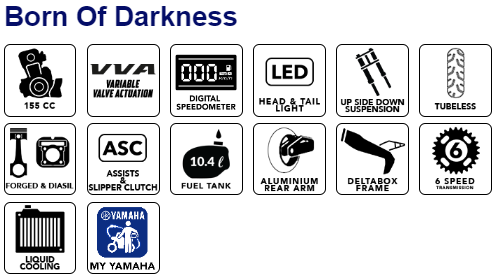 Born Of Darkness
155 CC
VVA
VARIABLE
VALVE ACTUATION
000
DIGITAL
SPEEDOMETER
LED
HEAD & TAIL
LIGHT
UP SIDE DOWN
SUSPENSION
TUBELESS
FORGED & DIASIL
ASC
ASSISTS
&
SLIPPER CLUTCH
10.4ℓ
FUEL TANK
ALUMINIUM
REAR ARM
DELTABOX
FRAME
6
6 SPEED
TRANSMISSION
LIQUID
COOLING
YAMAHA
MY YAMAHA